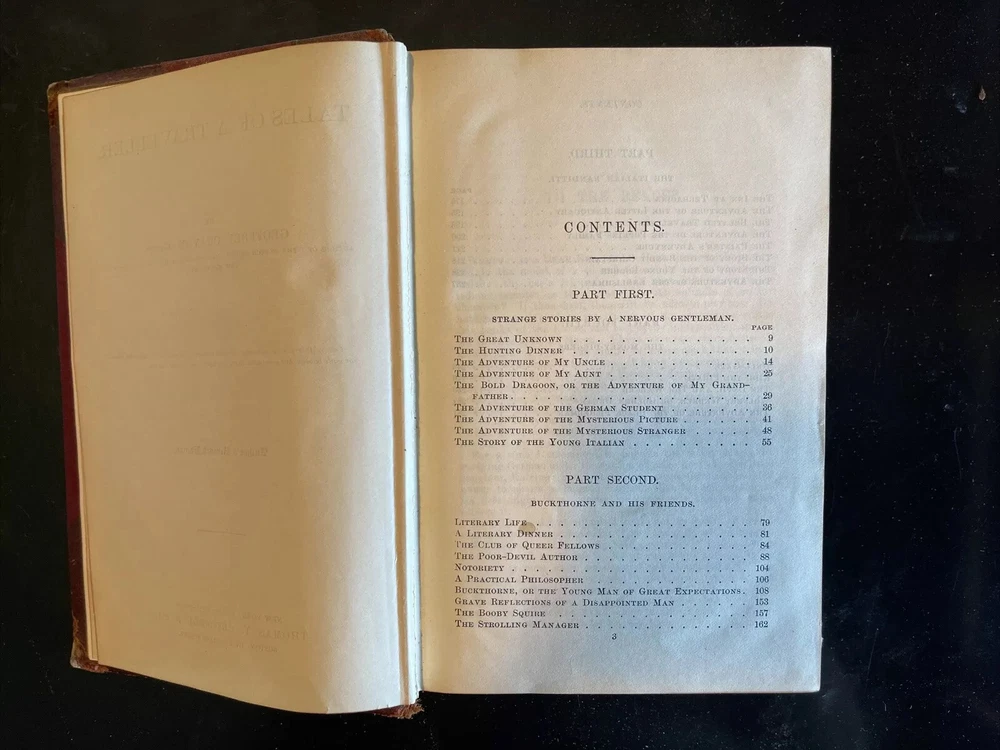 CONTENTS.
PART FIRST.
STRANGE STORIES BY A NERVOUS GENTLEMAN.
PAGE
THE GREAT UNKNOWN . . . . . . . . . . . . . 9
THE HUNTING DINNER . . . . . . . . . . . . . 10
THE ADVENTURE OF MY UNCLE . . . . . . . . . . 14
THE ADVENTURE OF MY AUNT . . . . . . . . . . 25
THE BOLD DRAGOON, OR THE ADVENTURE OF MY GRAND-
FATHER . . . . . . . . . . . . . . . . . 29
THE ADVENTURE OF THE GERMAN STUDENT . . . . . . 36
THE ADVENTURE OF THE MYSTERIOUS PICTURE . . . . . 41
THE ADVENTURE OF THE MYSTERIOUS STRANGER . . . . 48
THE STORY OF THE YOUNG ITALIAN . . . . . . . . 55
PART SECOND.
BUCKTHORNE AND HIS FRIENDS.
LITERARY LIFE . . . . . . . . . . . . . . . 79
A LITERARY DINNER . . . . . . . . . . . . . 81
THE CLUB OF QUEER FELLOWS . . . . . . . . . . 84
THE POOR-DEVIL AUTHOR . . . . . . . . . . . . 88
NOTORIETY . . . . . . . . . . . . . . . . 104
A PRACTICAL PHILOSOPHER . . . . . . . . . . . 106
BUCKTHORNE, OR THE YOUNG MAN OF GREAT EXPECTATIONS. 108
GRAVE REFLECTIONS OF A DISAPPOINTED MAN . . . . . 153
THE BOOBY SQUIRE . . . . . . . . . . . . . 157
THE STROLLING MANAGER . . . . . . . . . . . . 162
3